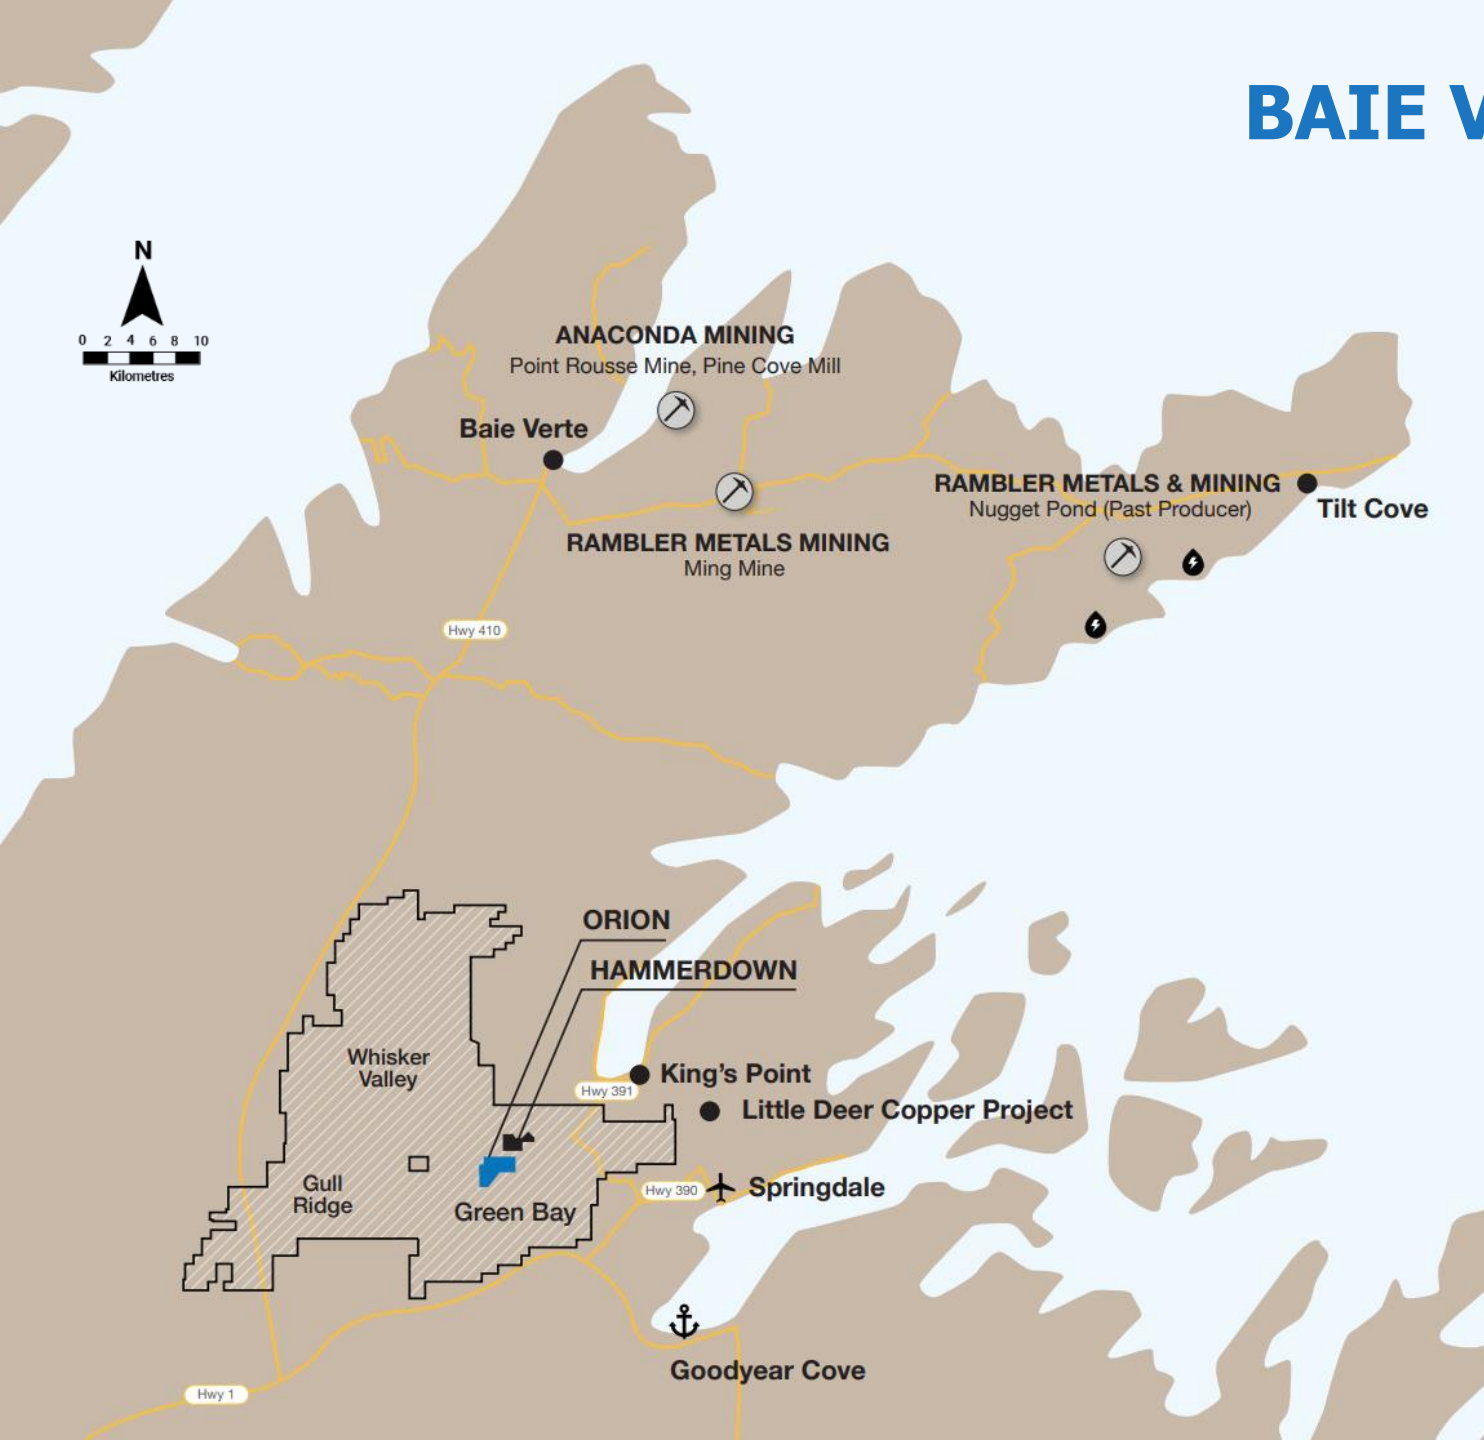 BAIE V
N
0 2 4 6 8 10
Kilometres
ANACONDA MINING
Point Rousse Mine, Pine Cove Mill
Baie Verte
RAMBLER METALS & MINING
Nugget Pond (Past Producer)
Tilt Cove
RAMBLER METALS MINING
Ming Mine
Hwy 410
ORION
HAMMERDOWN
Whisker
Valley
King's Point
Hwy 391
Little Deer Copper Project
Gull
Ridge
Green Bay
Hwy 390
Springdale
Goodyear Cove
Hwy 1